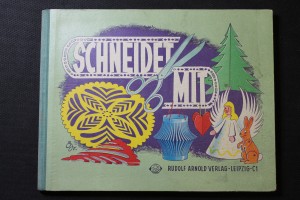 SCHNEIDET
MIT
RUDOLF ARNOLD VERLAG • LEIPZIG • C1